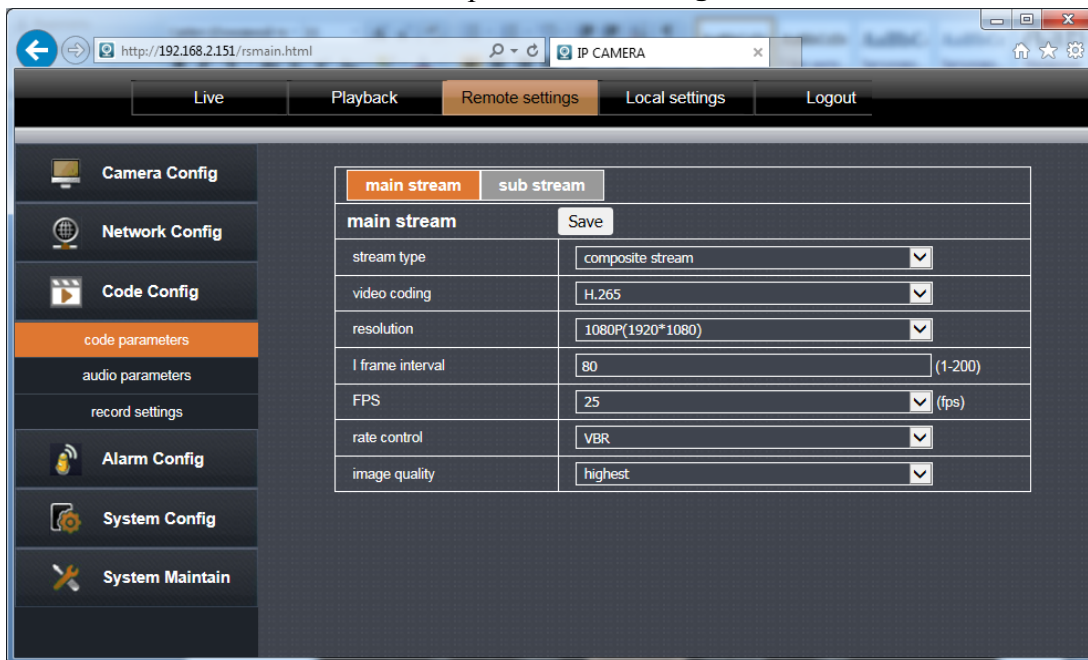 http://192.168.2.151/rsmain.html
IP CAMERA
Live Playback Remote settings Local settings Logout
Camera Config
Network Config
Code Config
code parameters
audio parameters
record settings
Alarm Config
System Config
System Maintain
main stream sub stream
main stream Save
stream type composite stream
video coding H.265
resolution 1080P(1920*1080)
I frame interval 80 (1-200)
FPS 25 (fps)
rate control VBR
image quality highest